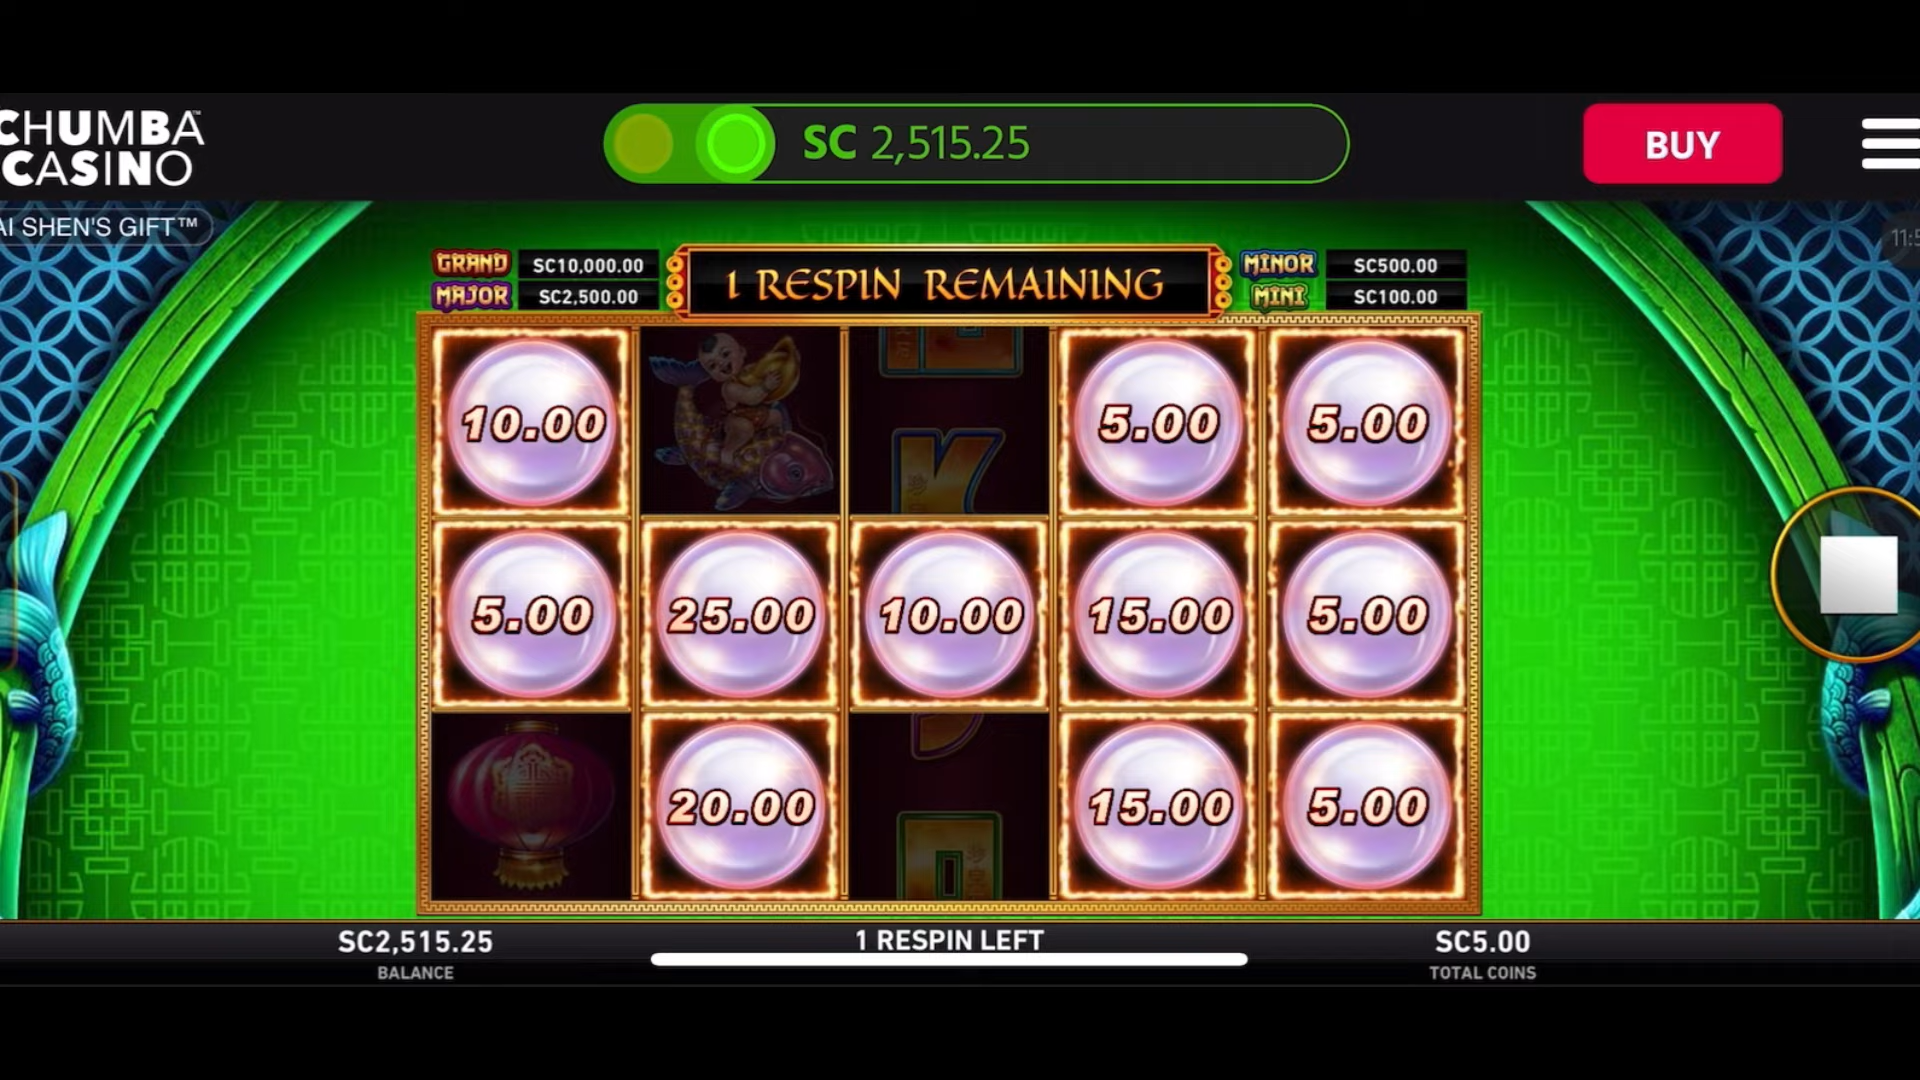 CHUMBA
CASINO
SC 2,515.25
BUY
AI SHEN'S GIFT™
11:5
GRAND SC10,000.00
MAJOR SC2,500.00
1 RESPIN REMAINING
MINOR SC500.00
MINI SC100.00
10.00 5.00 5.00
5.00 25.00 10.00 15.00 5.00
20.00 15.00 5.00
SC2,515.25
BALANCE
1 RESPIN LEFT
SC5.00
TOTAL COINS